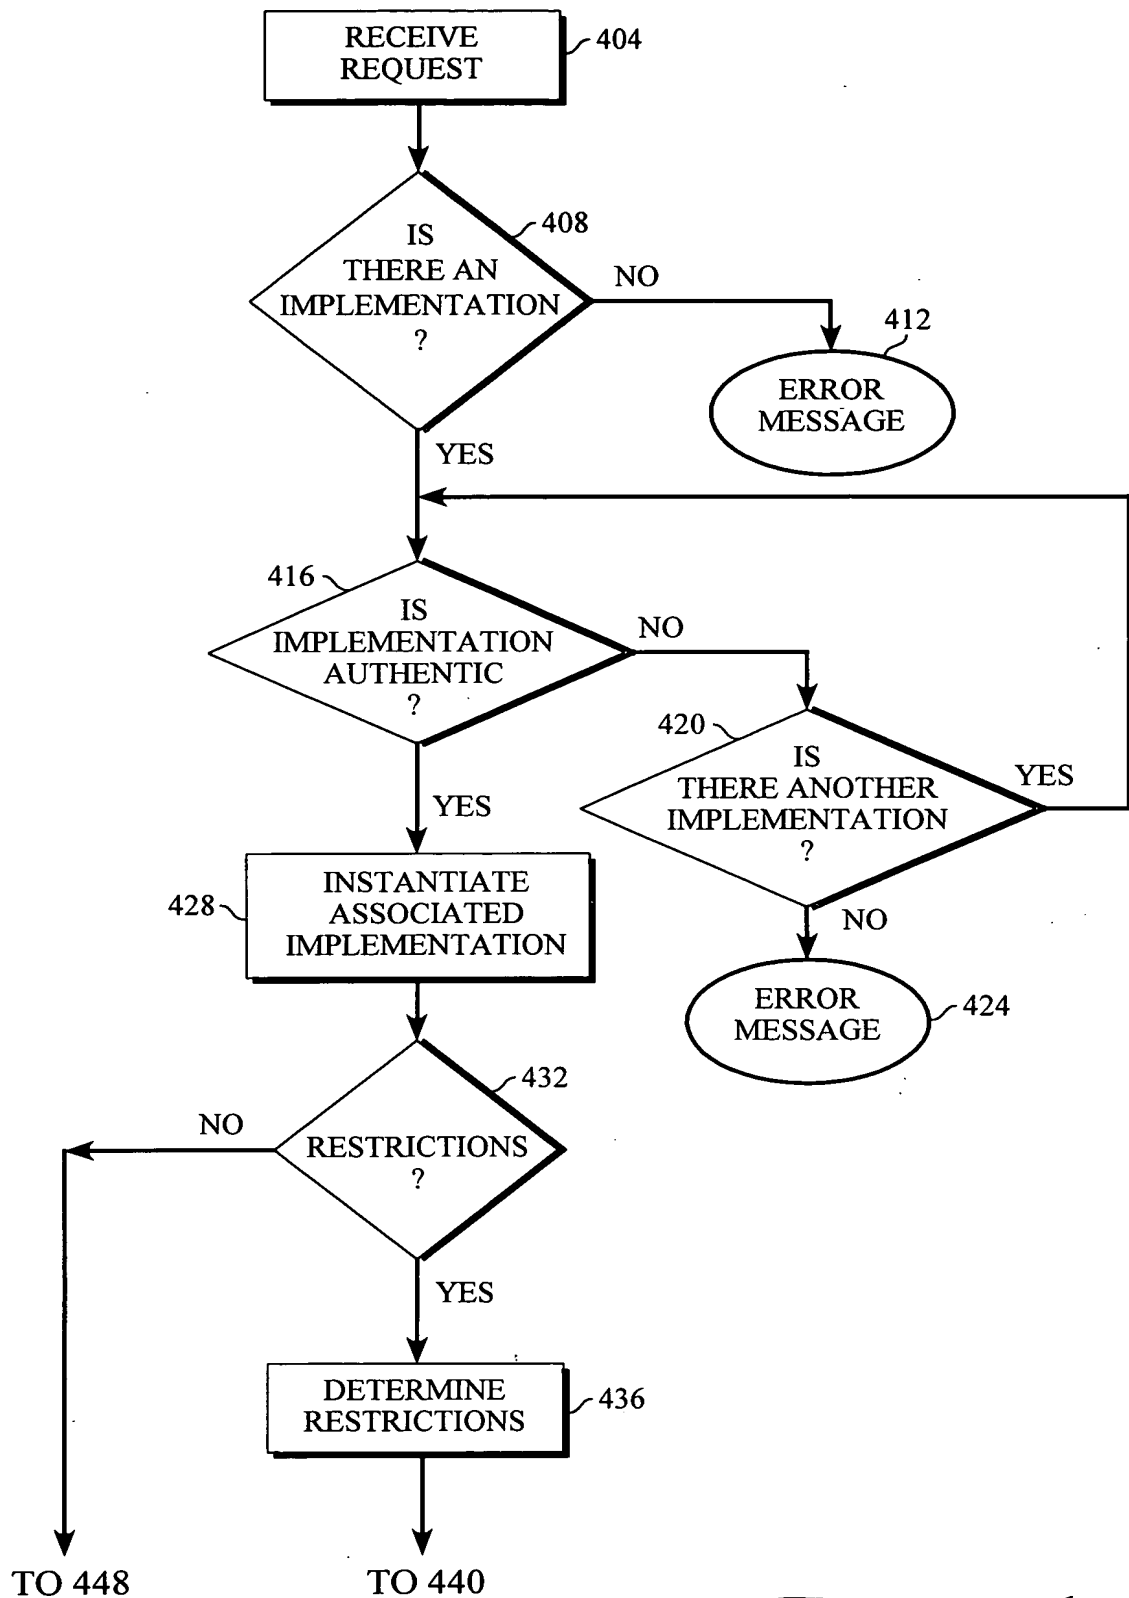 RECEIVE
REQUEST
404
408
IS
THERE AN
IMPLEMENTATION
?
NO
412
ERROR
MESSAGE
YES
416
IS
IMPLEMENTATION
AUTHENTIC
?
NO
420
IS
THERE ANOTHER
IMPLEMENTATION
?
YES
YES
428
INSTANTIATE
ASSOCIATED
IMPLEMENTATION
NO
ERROR
MESSAGE
424
432
NO
RESTRICTIONS
?
YES
DETERMINE
RESTRICTIONS
436
TO 448
TO 440